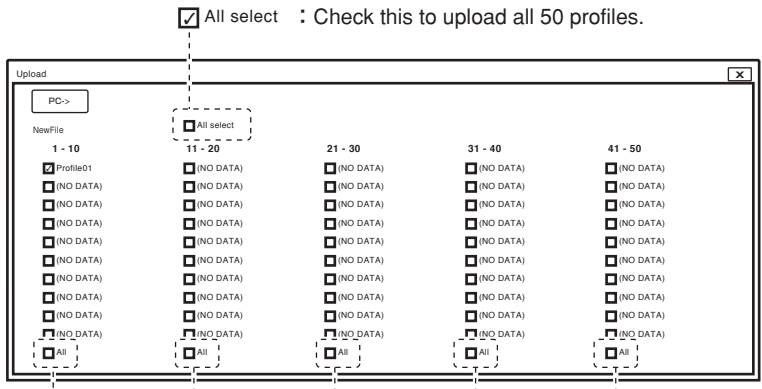 All select : Check this to upload all 50 profiles.
Upload
PC->
All select
NewFile
1 - 10 11 - 20 21 - 30 31 - 40 41 - 50
Profile01 (NO DATA) (NO DATA) (NO DATA) (NO DATA)
(NO DATA) (NO DATA) (NO DATA) (NO DATA) (NO DATA)
(NO DATA) (NO DATA) (NO DATA) (NO DATA) (NO DATA)
(NO DATA) (NO DATA) (NO DATA) (NO DATA) (NO DATA)
(NO DATA) (NO DATA) (NO DATA) (NO DATA) (NO DATA)
(NO DATA) (NO DATA) (NO DATA) (NO DATA) (NO DATA)
(NO DATA) (NO DATA) (NO DATA) (NO DATA) (NO DATA)
(NO DATA) (NO DATA) (NO DATA) (NO DATA) (NO DATA)
(NO DATA) (NO DATA) (NO DATA) (NO DATA) (NO DATA)
(NO DATA) (NO DATA) (NO DATA) (NO DATA) (NO DATA)
All All All All All